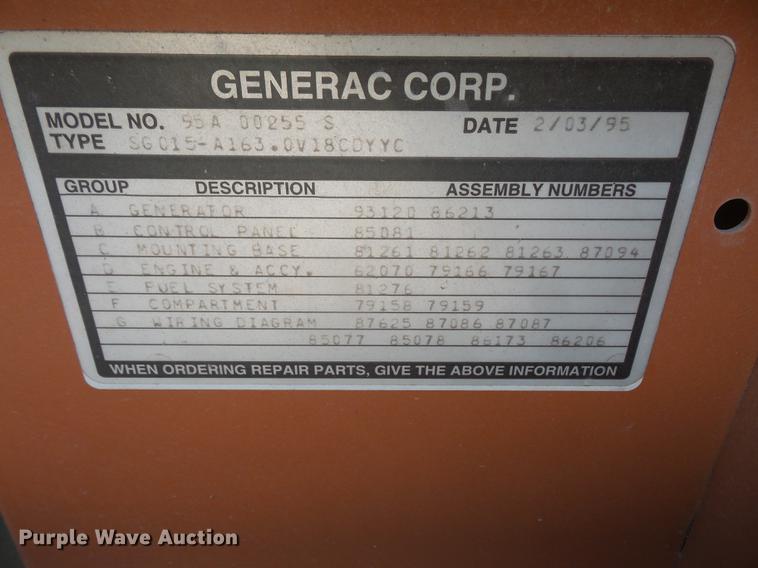 GENERAC CORP.
MODEL NO. 95A 00255 S DATE 2/03/95
TYPE SG015-A163.0V18CDYYC
GROUP DESCRIPTION ASSEMBLY NUMBERS
A GENERATOR 93120 86213
B CONTROL PANEL 85081
C MOUNTING BASE 81261 81262 81263 87094
D ENGINE & ACCY. 62070 79166 79167
E FUEL SYSTEM 81276
F COMPARTMENT 79158 79159
G WIRING DIAGRAM 87625 87086 87087
85077 85078 86173 86206
WHEN ORDERING REPAIR PARTS, GIVE THE ABOVE INFORMATION
Purple Wave Auction